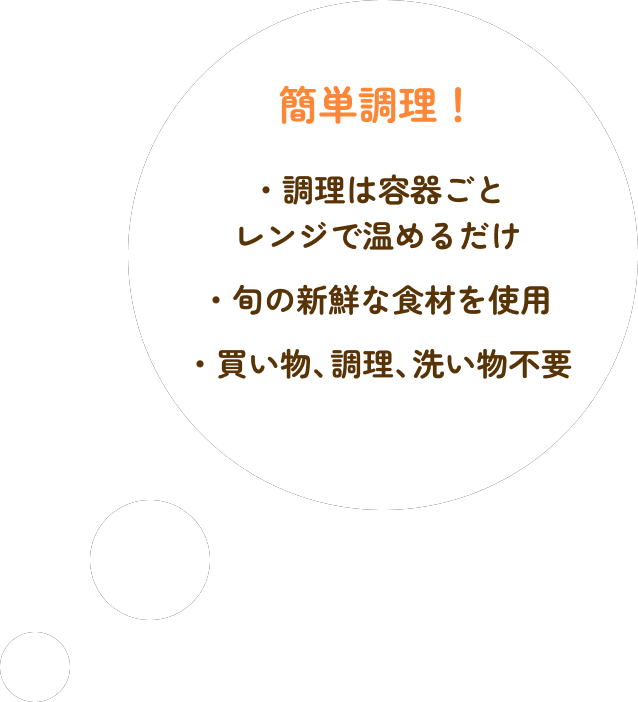 簡単調理！
・調理は容器ごと
レンジで温めるだけ
・旬の新鮮な食材を使用
・買い物、調理、洗い物不要